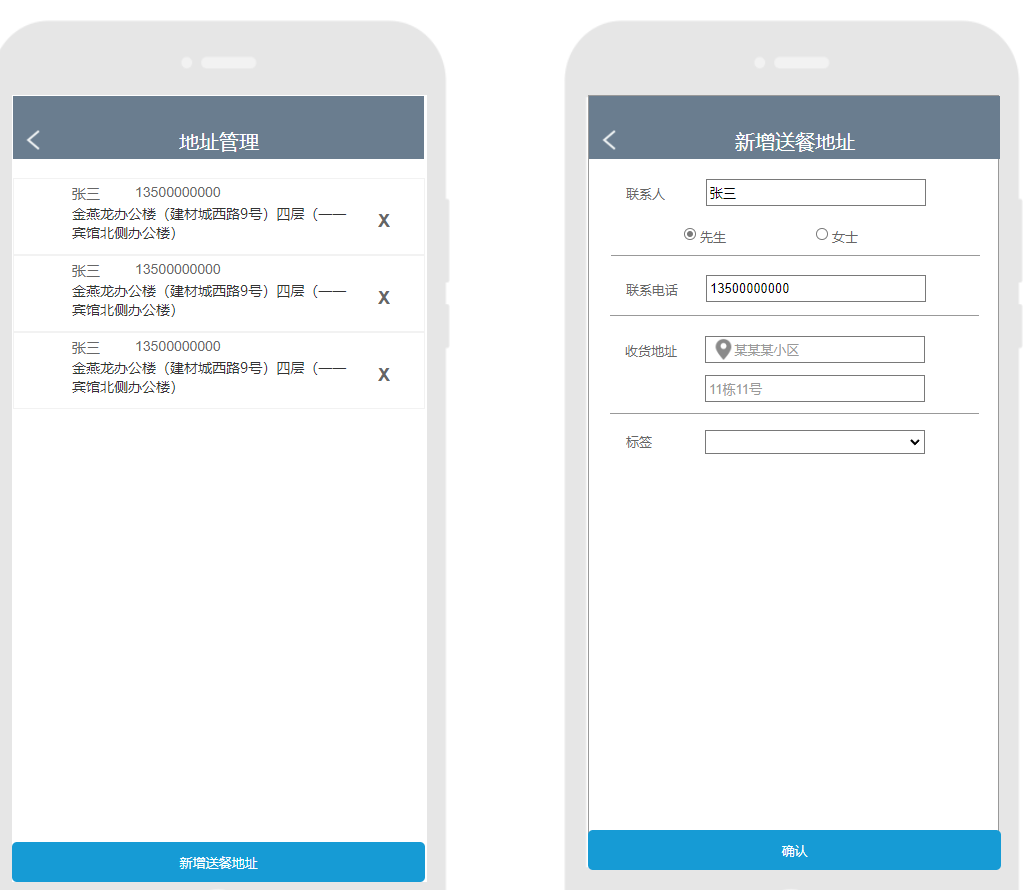 地址管理
张三 13500000000
金燕龙办公楼（建材城西路9号）四层（——
宾馆北侧办公楼）
X
张三 13500000000
金燕龙办公楼（建材城西路9号）四层（——
宾馆北侧办公楼）
X
张三 13500000000
金燕龙办公楼（建材城西路9号）四层（——
宾馆北侧办公楼）
X
新增送餐地址
新增送餐地址
联系人 张三
先生 女士
联系电话 13500000000
收货地址 某某某小区
11栋11号
标签
确认